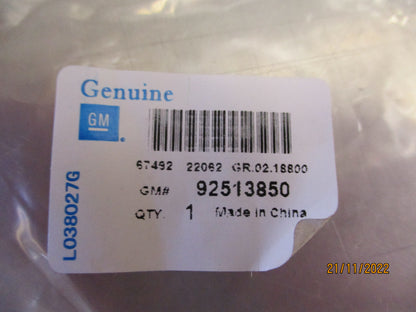 Genuine
GM
67492 22062 GR.02.18800
GM# 92513850
QTY. 1 Made in China
L038027G
21/11/2022